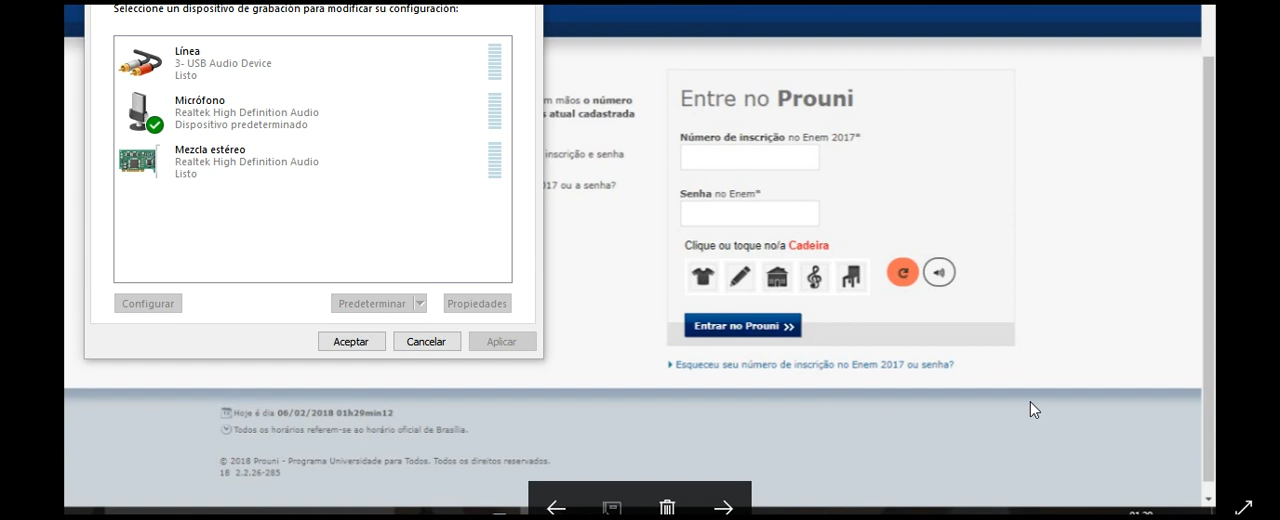 Seleccione un dispositivo de grabación para modificar su configuración:
Línea
3- USB Audio Device
Listo
Micrófono
Realtek High Definition Audio
Dispositivo predeterminado
Mezcla estéreo
Realtek High Definition Audio
Listo
Configurar
Predeterminar
Propiedades
Aceptar
Cancelar
Aplicar
m mãos o número
s atual cadastrada
inscrição e senha
017 ou a senha?
Entre no Prouni
Número de inscrição no Enem 2017*
Senha no Enem*
Clique ou toque no/a Cadeira
Entrar no Prouni
Esqueceu seu número de inscrição no Enem 2017 ou senha?
Hoje é dia 06/02/2018 01h29min12
Todos os horários referem-se ao horário oficial de Brasília.
© 2018 Prouni - Programa Universidade para Todos. Todos os direitos reservados.
18 2.2.26-285